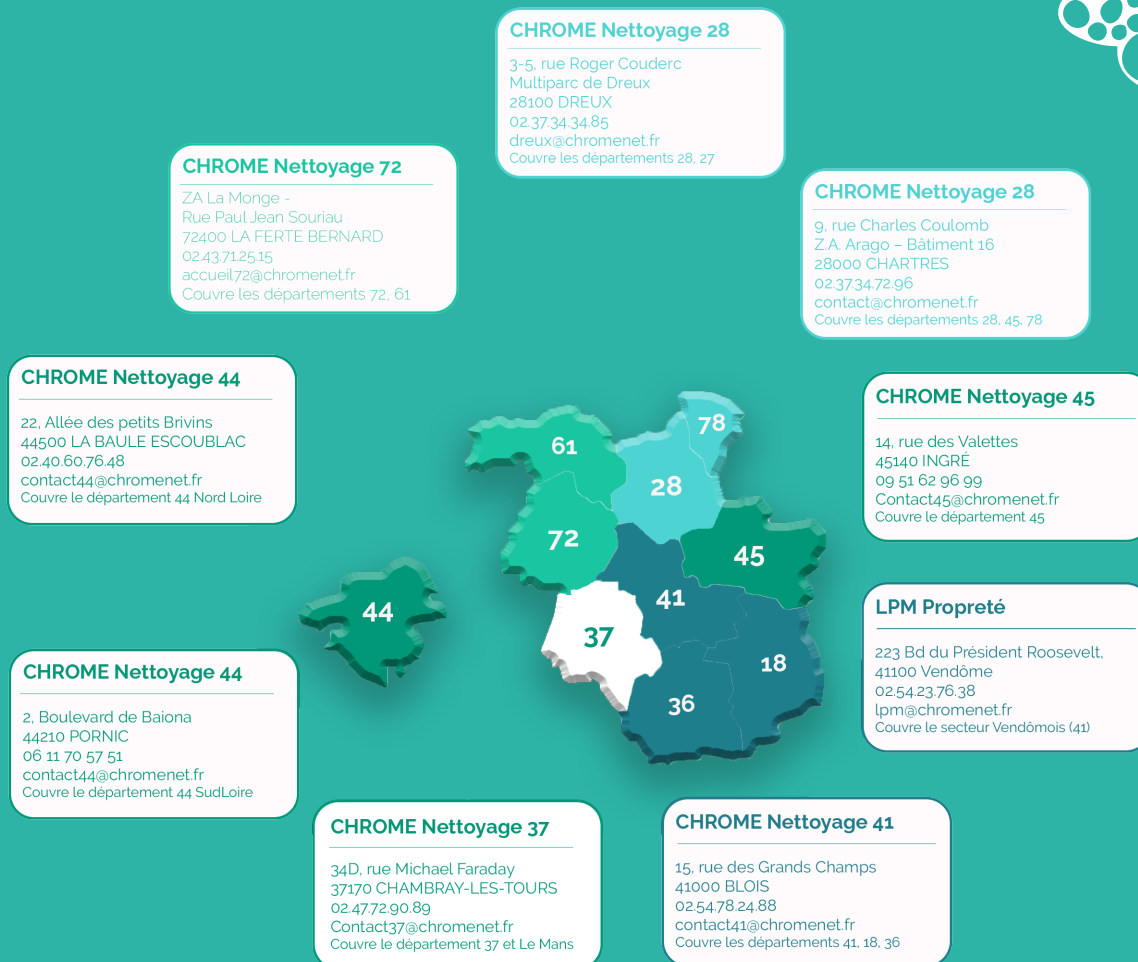 CHROME Nettoyage 28
3-5, rue Roger Couderc
Multiparc de Dreux
28100 DREUX
02.37.34.34.85
dreux@chromenet.fr
Couvre les départements 28, 27
CHROME Nettoyage 72
ZA La Monge -
Rue Paul Jean Souriau
72400 LA FERTE BERNARD
02.43.71.25.15
accueil72@chromenet.fr
Couvre les départements 72, 61
CHROME Nettoyage 28
9, rue Charles Coulomb
Z.A. Arago – Bâtiment 16
28000 CHARTRES
02.37.34.72.96
contact@chromenet.fr
Couvre les départements 28, 45, 78
CHROME Nettoyage 44
22, Allée des petits Brivins
44500 LA BAULE ESCOUBLAC
02.40.60.76.48
contact44@chromenet.fr
Couvre le département 44 Nord Loire
CHROME Nettoyage 45
14, rue des Valettes
45140 INGRÉ
09 51 62 96 99
Contact45@chromenet.fr
Couvre le département 45
78
61
28
72
45
41
44
37
18
36
LPM Propreté
223 Bd du Président Roosevelt,
41100 Vendôme
02.54.23.76.38
lpm@chromenet.fr
Couvre le secteur Vendômois (41)
CHROME Nettoyage 44
2, Boulevard de Baiona
44210 PORNIC
06 11 70 57 51
contact44@chromenet.fr
Couvre le département 44 SudLoire
CHROME Nettoyage 37
34D, rue Michael Faraday
37170 CHAMBRAY-LES-TOURS
02.47.72.90.89
Contact37@chromenet.fr
Couvre le département 37 et Le Mans
CHROME Nettoyage 41
15, rue des Grands Champs
41000 BLOIS
02.54.78.24.88
contact41@chromenet.fr
Couvre les départements 41, 18, 36